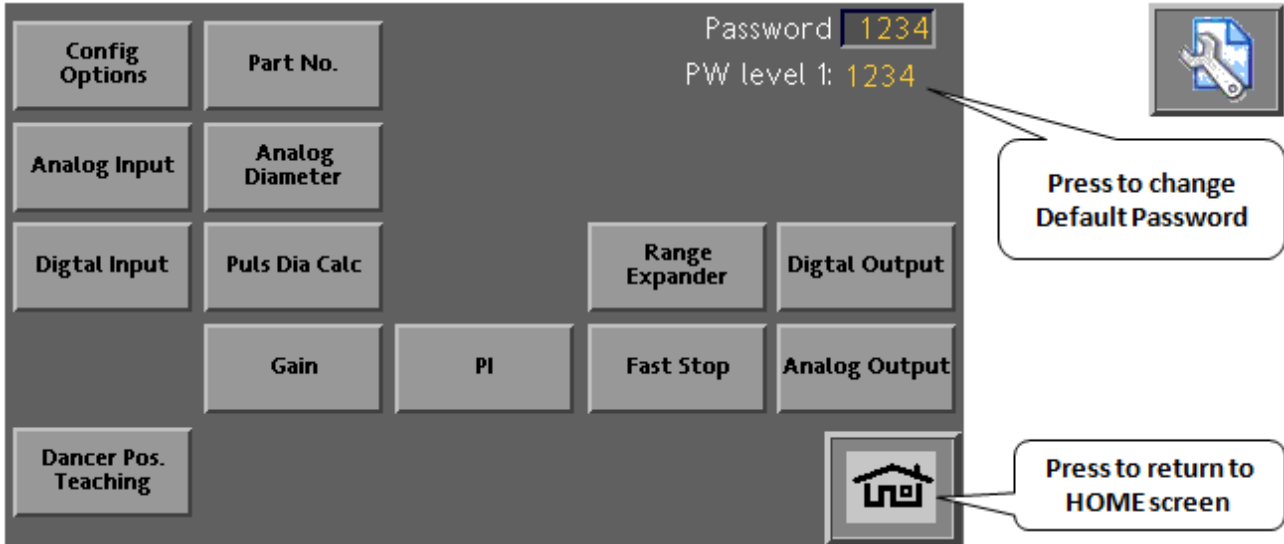 Config
Options
Part No.
Password 1234
PW level 1: 1234
Analog Input
Analog
Diameter
Press to change
Default Password
Digtal Input
Puls Dia Calc
Range
Expander
Digtal Output
Gain
PI
Fast Stop
Analog Output
Dancer Pos.
Teaching
Press to return to
HOME screen